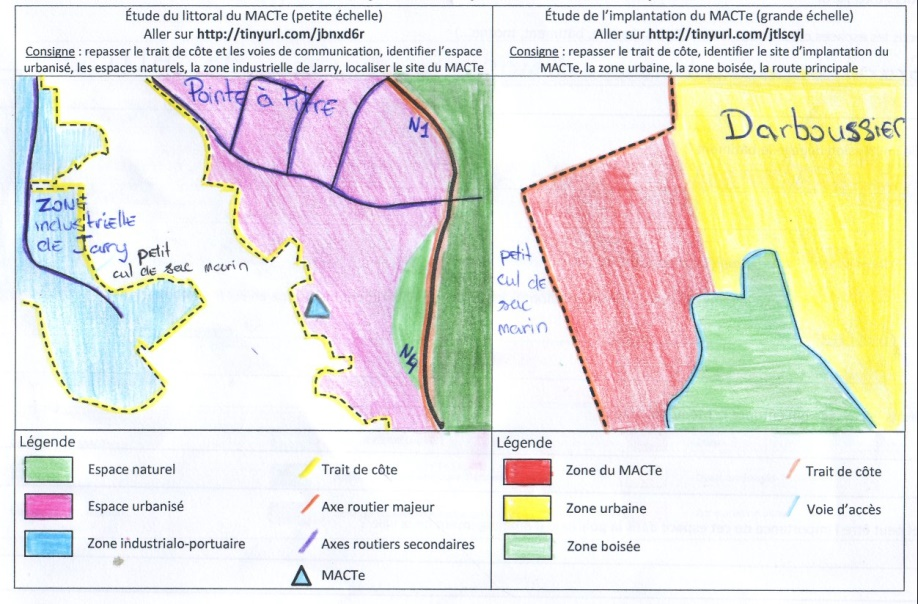 Étude du littoral du MACTe (petite échelle)
Aller sur http://tinyurl.com/jbnxd6r
Consigne : repasser le trait de côte et les voies de communication, identifier l'espace
urbanisé, les espaces naturels, la zone industrielle de Jarry, localiser le site du MACTe
Pointe à Pitre
N1
ZONE
industrielle
de Jarry
petit
cul de sac marin
N4
Légende
Espace naturel
Espace urbanisé
Zone industrialo-portuaire
Trait de côte
Axe routier majeur
Axes routiers secondaires
MACTe
Étude de l'implantation du MACTe (grande échelle)
Aller sur http://tinyurl.com/jtlscyl
Consigne : repasser le trait de côte, identifier le site d'implantation du
MACTe, la zone urbaine, la zone boisée, la route principale
Darboussier
petit
cul de
sac
marin
Légende
Zone du MACTe
Zone urbaine
Zone boisée
Trait de côte
Voie d'accès